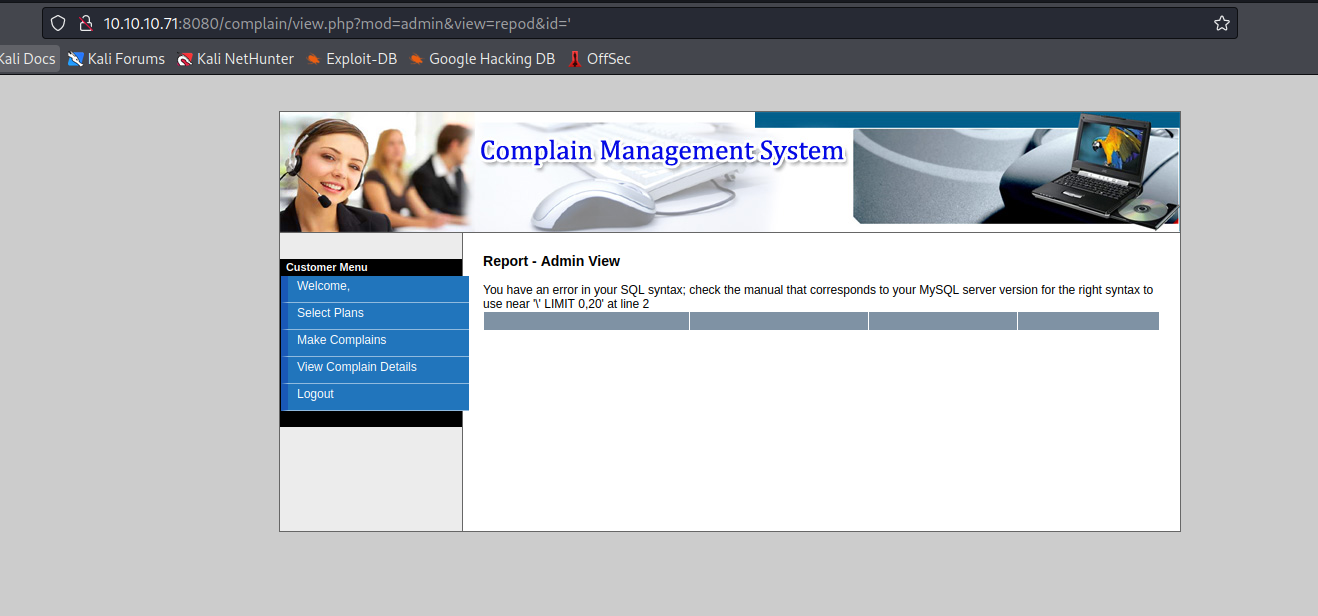 10.10.10.71:8080/complain/view.php?mod=admin&view=repod&id='
Kali Docs Kali Forums Kali NetHunter Exploit-DB Google Hacking DB OffSec
Complain Management System
Customer Menu
Welcome,
Select Plans
Make Complains
View Complain Details
Logout
Report - Admin View
You have an error in your SQL syntax; check the manual that corresponds to your MySQL server version for the right syntax to
use near '\' LIMIT 0,20' at line 2